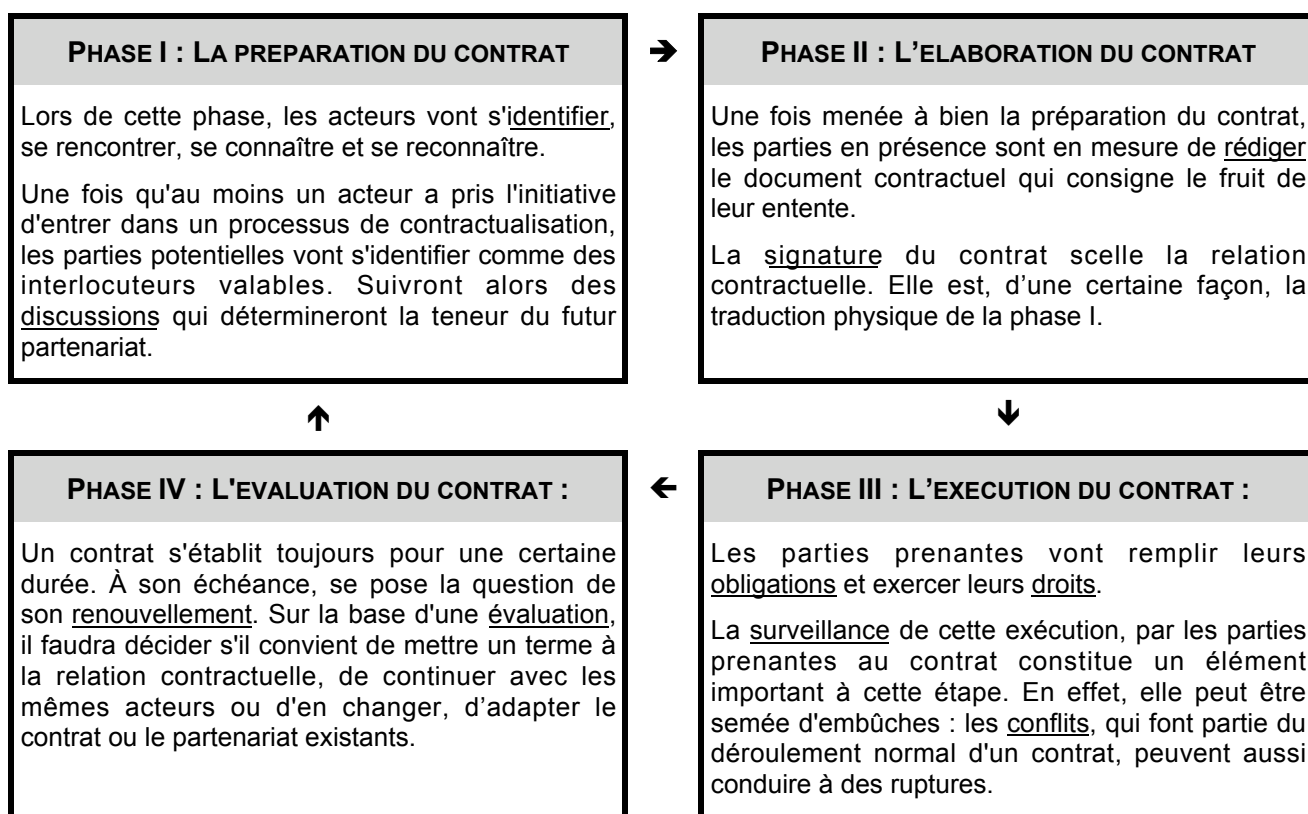 PHASE I : LA PREPARATION DU CONTRAT
Lors de cette phase, les acteurs vont s'identifier,
se rencontrer, se connaître et se reconnaître.
Une fois qu'au moins un acteur a pris l'initiative
d'entrer dans un processus de contractualisation,
les parties potentielles vont s'identifier comme des
interlocuteurs valables. Suivront alors des
discussions qui détermineront la teneur du futur
partenariat.
➔
PHASE II : L’ELABORATION DU CONTRAT
Une fois menée à bien la préparation du contrat,
les parties en présence sont en mesure de rédiger
le document contractuel qui consigne le fruit de
leur entente.
La signature du contrat scelle la relation
contractuelle. Elle est, d’une certaine façon, la
traduction physique de la phase I.
🡩
🡫
PHASE IV : L'EVALUATION DU CONTRAT :
Un contrat s'établit toujours pour une certaine
durée. À son échéance, se pose la question de
son renouvellement. Sur la base d'une évaluation,
il faudra décider s'il convient de mettre un terme à
la relation contractuelle, de continuer avec les
mêmes acteurs ou d'en changer, d’adapter le
contrat ou le partenariat existants.
🡨
PHASE III : L’EXECUTION DU CONTRAT :
Les parties prenantes vont remplir leurs
obligations et exercer leurs droits.
La surveillance de cette exécution, par les parties
prenantes au contrat constitue un élément
important à cette étape. En effet, elle peut être
semée d'embûches : les conflits, qui font partie du
déroulement normal d'un contrat, peuvent aussi
conduire à des ruptures.